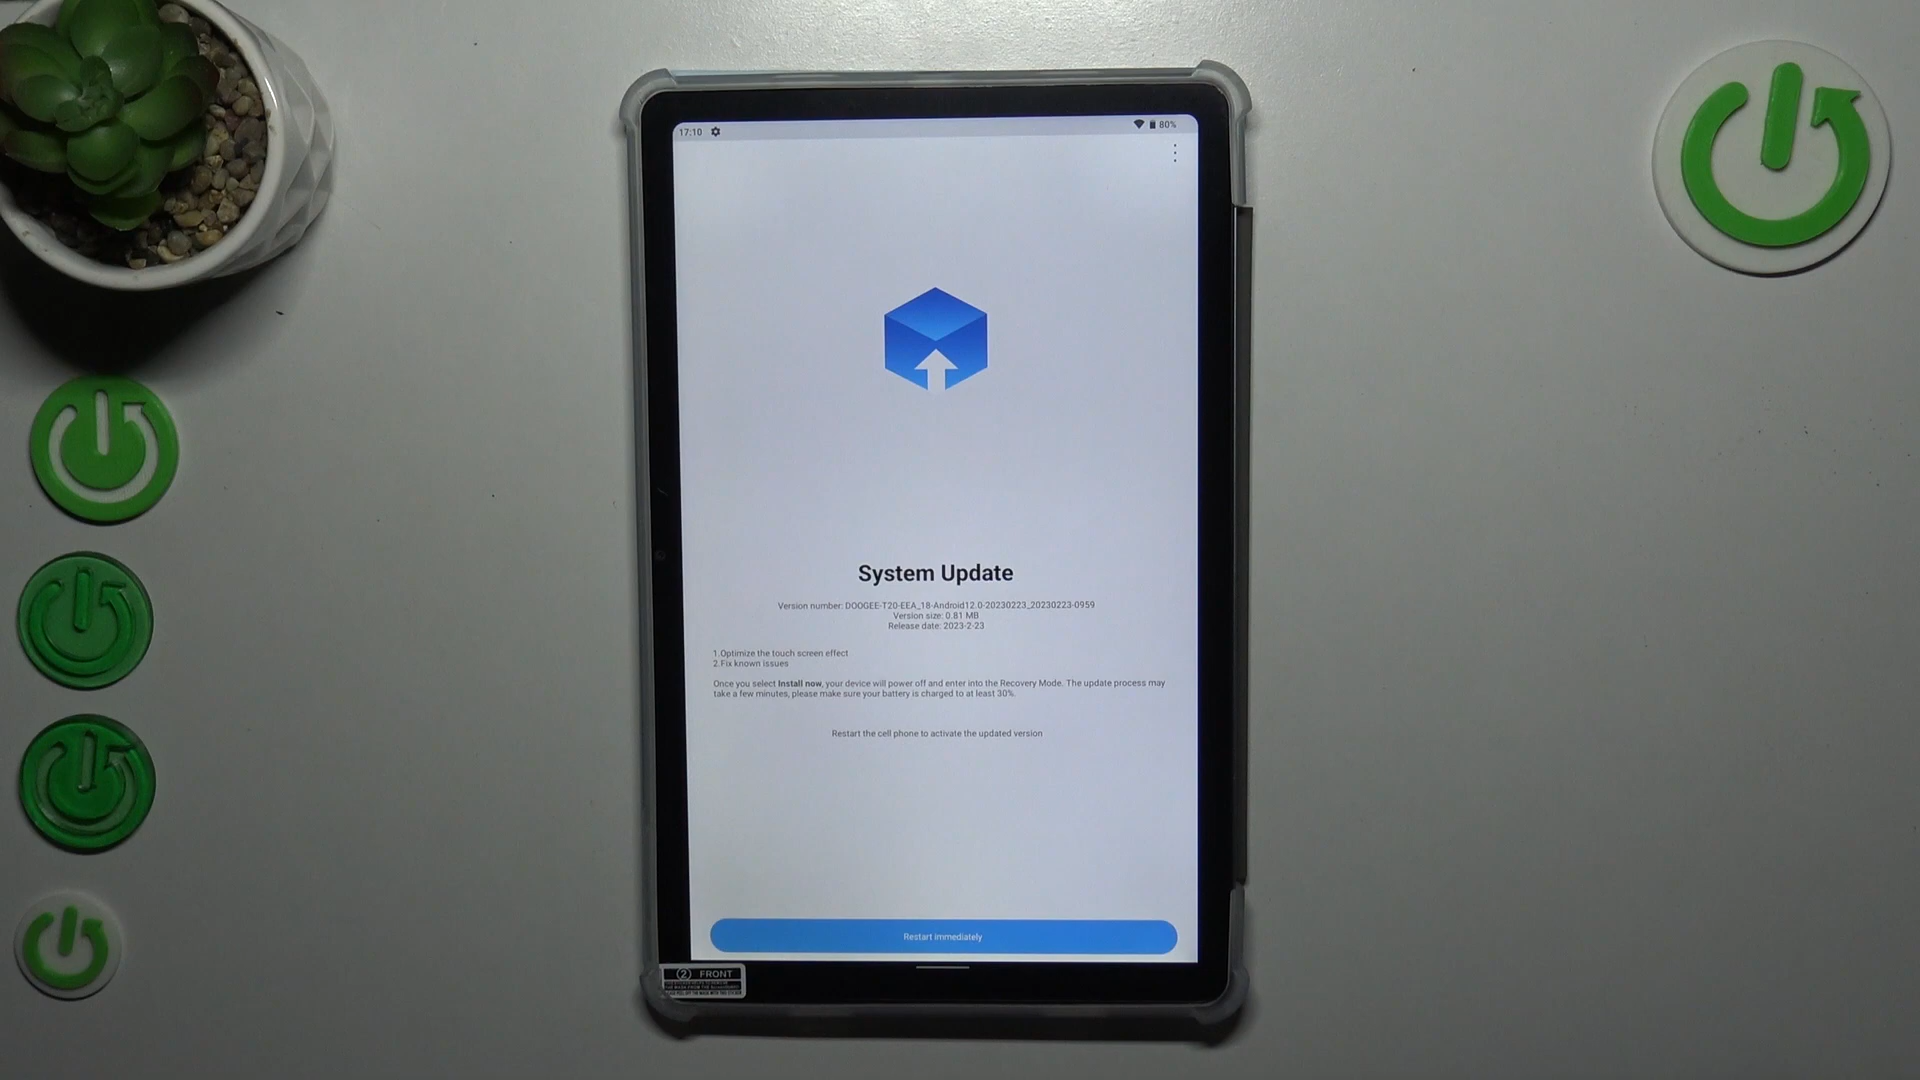 17:10
80%
System Update
Version number: DOOGEE-T20-EEA_18-Android12.0-20230223_20230223-0959
Version size: 0.81 MB
Release date: 2023-2-23
1.Optimize the touch screen effect
2.Fix known issues
Once you select Install now, your device will power off and enter into the Recovery Mode. The update process may
take a few minutes, please make sure your battery is charged to at least 30%.
Restart the cell phone to activate the updated version
Restart immediately
2 FRONT